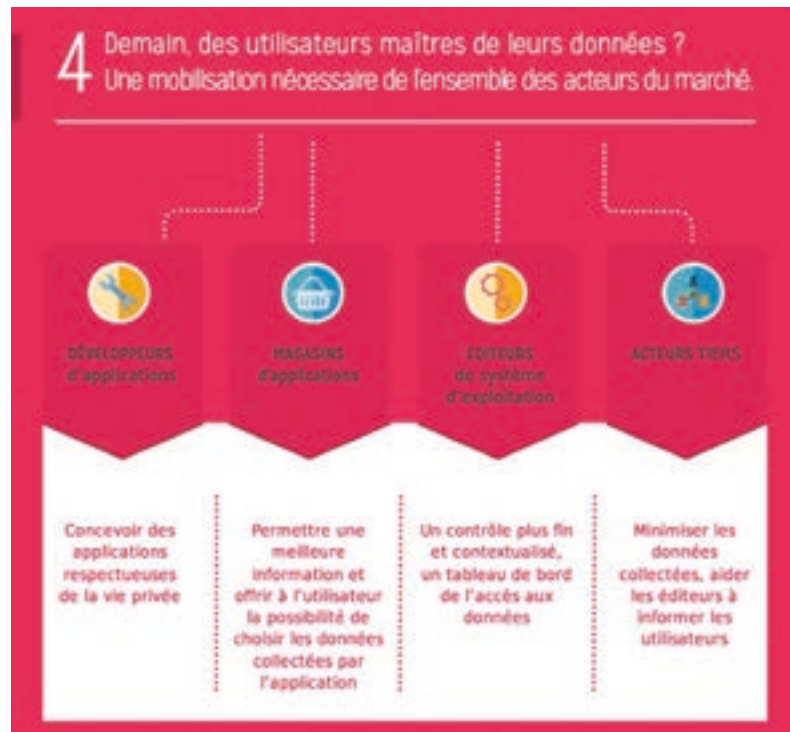 4
Demain, des utilisateurs maîtres de leurs données ?
Une mobilisation nécessaire de l'ensemble des acteurs du marché.
DÉVELOPPEURS
d'applications
MAGASINS
d'applications
ÉDITEURS
de système
d'exploitation
ACTEURS TIERS
Concevoir des
applications
respectueuses
de la vie privée
Permettre une
meilleure
information et
offrir à l'utilisateur
la possibilité de
choisir les données
collectées par
l'application
Un contrôle plus fin
et contextualisé,
un tableau de bord
de l'accès aux
données
Minimiser les
données
collectées, aider
les éditeurs à
informer les
utilisateurs